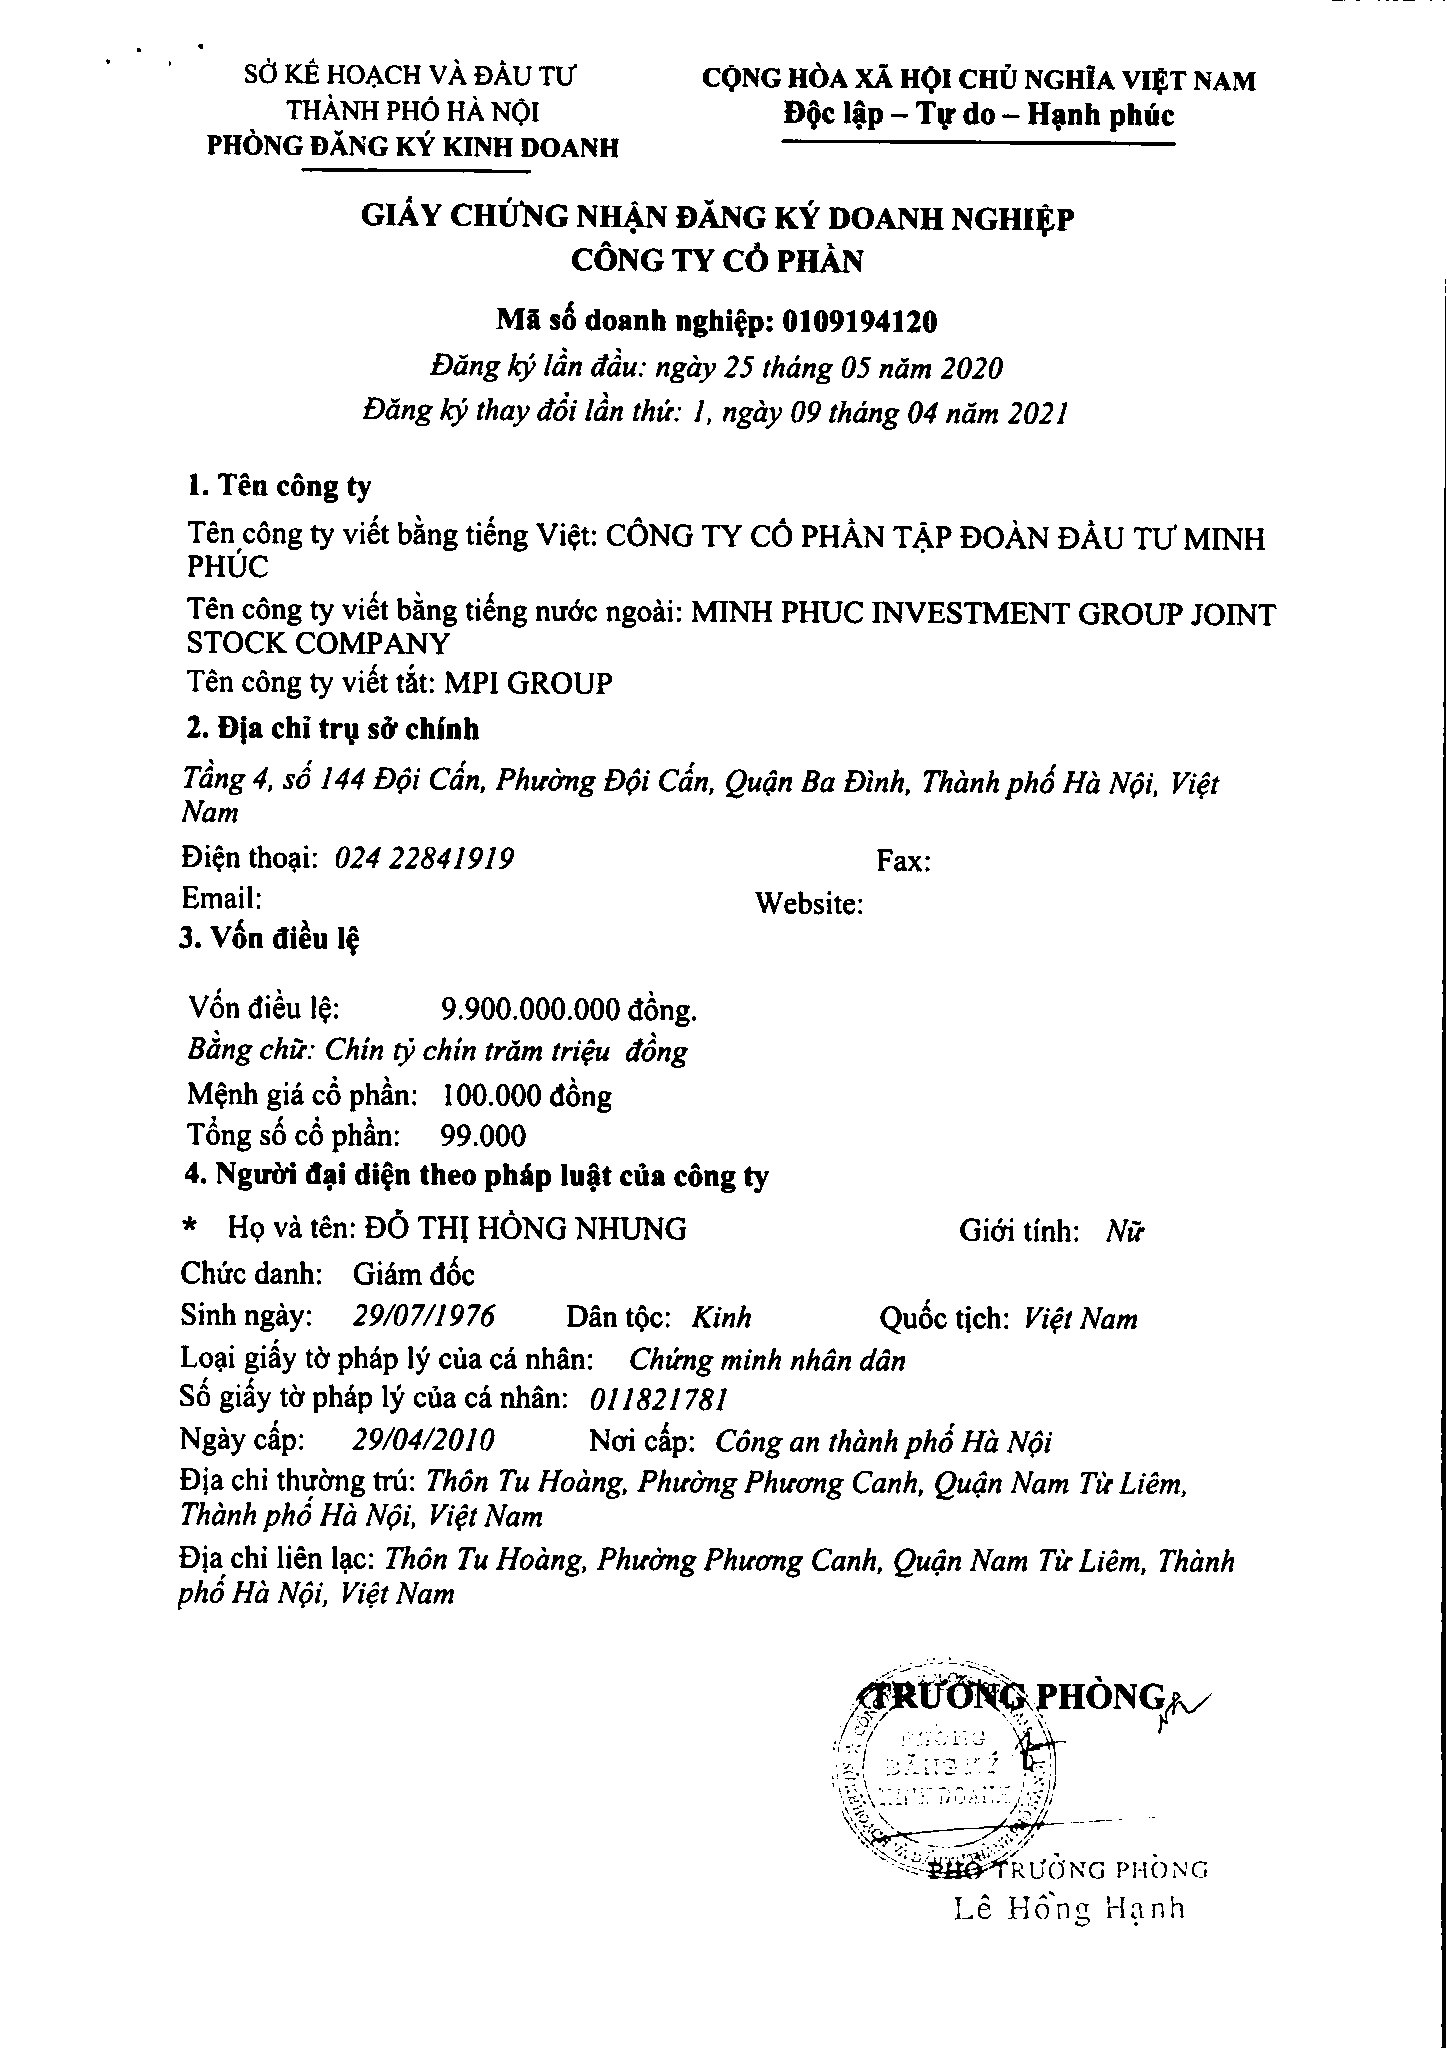 SỞ KẾ HOẠCH VÀ ĐẦU TƯ
THÀNH PHỐ HÀ NỘI
PHÒNG ĐĂNG KÝ KINH DOANH
CỘNG HÒA XÃ HỘI CHỦ NGHĨA VIỆT NAM
Độc lập – Tự do – Hạnh phúc
GIẤY CHỨNG NHẬN ĐĂNG KÝ DOANH NGHIỆP
CÔNG TY CỔ PHẦN
Mã số doanh nghiệp: 0109194120
Đăng ký lần đầu: ngày 25 tháng 05 năm 2020
Đăng ký thay đổi lần thứ: 1, ngày 09 tháng 04 năm 2021
1. Tên công ty
Tên công ty viết bằng tiếng Việt: CÔNG TY CỔ PHẦN TẬP ĐOÀN ĐẦU TƯ MINH
PHÚC
Tên công ty viết bằng tiếng nước ngoài: MINH PHUC INVESTMENT GROUP JOINT
STOCK COMPANY
Tên công ty viết tắt: MPI GROUP
2. Địa chỉ trụ sở chính
Tầng 4, số 144 Đội Cấn, Phường Đội Cấn, Quận Ba Đình, Thành phố Hà Nội, Việt
Nam
Điện thoại: 024 22841919 Fax:
Email: Website:
3. Vốn điều lệ
Vốn điều lệ: 9.900.000.000 đồng.
Bằng chữ: Chín tỷ chín trăm triệu đồng
Mệnh giá cổ phần: 100.000 đồng
Tổng số cổ phần: 99.000
4. Người đại diện theo pháp luật của công ty
* Họ và tên: ĐỖ THỊ HỒNG NHUNG Giới tính: Nữ
Chức danh: Giám đốc
Sinh ngày: 29/07/1976 Dân tộc: Kinh Quốc tịch: Việt Nam
Loại giấy tờ pháp lý của cá nhân: Chứng minh nhân dân
Số giấy tờ pháp lý của cá nhân: 011821781
Ngày cấp: 29/04/2010 Nơi cấp: Công an thành phố Hà Nội
Địa chỉ thường trú: Thôn Tu Hoàng, Phường Phương Canh, Quận Nam Từ Liêm,
Thành phố Hà Nội, Việt Nam
Địa chỉ liên lạc: Thôn Tu Hoàng, Phường Phương Canh, Quận Nam Từ Liêm, Thành
phố Hà Nội, Việt Nam
TRƯỞNG PHÒNG
PHÒNG
ĐĂNG KÝ
KINH DOANH
PHÓ TRƯỞNG PHÒNG
Lê Hồng Hạnh